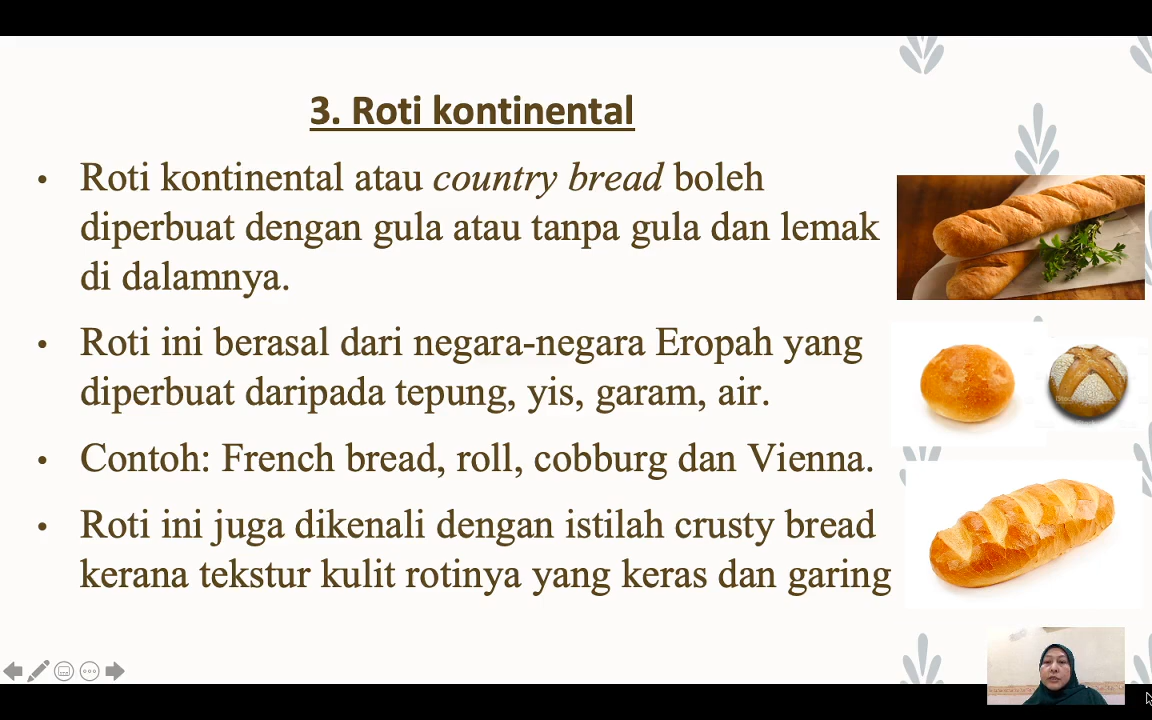 3. Roti kontinental
• Roti kontinental atau country bread boleh
diperbuat dengan gula atau tanpa gula dan lemak
di dalamnya.
• Roti ini berasal dari negara-negara Eropah yang
diperbuat daripada tepung, yis, garam, air.
• Contoh: French bread, roll, cobburg dan Vienna.
• Roti ini juga dikenali dengan istilah crusty bread
kerana tekstur kulit rotinya yang keras dan garing